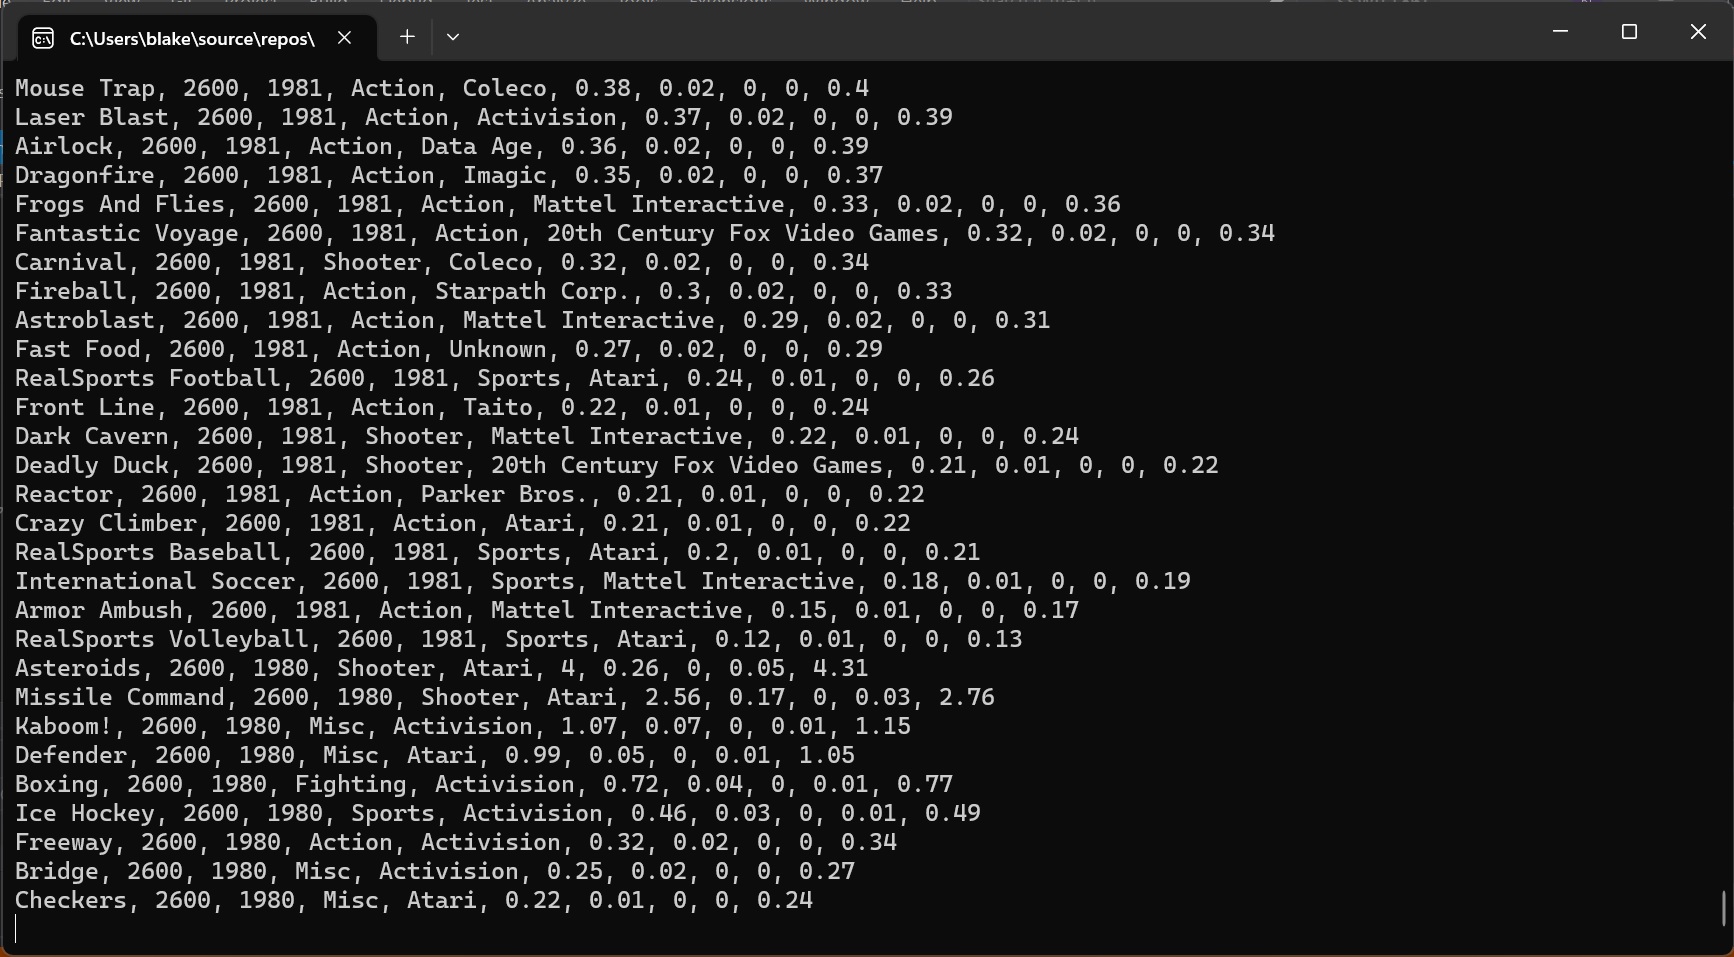 C:\Users\blake\source\repos\
Mouse Trap, 2600, 1981, Action, Coleco, 0.38, 0.02, 0, 0, 0.4
Laser Blast, 2600, 1981, Action, Activision, 0.37, 0.02, 0, 0, 0.39
Airlock, 2600, 1981, Action, Data Age, 0.36, 0.02, 0, 0, 0.39
Dragonfire, 2600, 1981, Action, Imagic, 0.35, 0.02, 0, 0, 0.37
Frogs And Flies, 2600, 1981, Action, Mattel Interactive, 0.33, 0.02, 0, 0, 0.36
Fantastic Voyage, 2600, 1981, Action, 20th Century Fox Video Games, 0.32, 0.02, 0, 0, 0.34
Carnival, 2600, 1981, Shooter, Coleco, 0.32, 0.02, 0, 0, 0.34
Fireball, 2600, 1981, Action, Starpath Corp., 0.3, 0.02, 0, 0, 0.33
Astroblast, 2600, 1981, Action, Mattel Interactive, 0.29, 0.02, 0, 0, 0.31
Fast Food, 2600, 1981, Action, Unknown, 0.27, 0.02, 0, 0, 0.29
RealSports Football, 2600, 1981, Sports, Atari, 0.24, 0.01, 0, 0, 0.26
Front Line, 2600, 1981, Action, Taito, 0.22, 0.01, 0, 0, 0.24
Dark Cavern, 2600, 1981, Shooter, Mattel Interactive, 0.22, 0.01, 0, 0, 0.24
Deadly Duck, 2600, 1981, Shooter, 20th Century Fox Video Games, 0.21, 0.01, 0, 0, 0.22
Reactor, 2600, 1981, Action, Parker Bros., 0.21, 0.01, 0, 0, 0.22
Crazy Climber, 2600, 1981, Action, Atari, 0.21, 0.01, 0, 0, 0.22
RealSports Baseball, 2600, 1981, Sports, Atari, 0.2, 0.01, 0, 0, 0.21
International Soccer, 2600, 1981, Sports, Mattel Interactive, 0.18, 0.01, 0, 0, 0.19
Armor Ambush, 2600, 1981, Action, Mattel Interactive, 0.15, 0.01, 0, 0, 0.17
RealSports Volleyball, 2600, 1981, Sports, Atari, 0.12, 0.01, 0, 0, 0.13
Asteroids, 2600, 1980, Shooter, Atari, 4, 0.26, 0, 0.05, 4.31
Missile Command, 2600, 1980, Shooter, Atari, 2.56, 0.17, 0, 0.03, 2.76
Kaboom!, 2600, 1980, Misc, Activision, 1.07, 0.07, 0, 0.01, 1.15
Defender, 2600, 1980, Misc, Atari, 0.99, 0.05, 0, 0.01, 1.05
Boxing, 2600, 1980, Fighting, Activision, 0.72, 0.04, 0, 0.01, 0.77
Ice Hockey, 2600, 1980, Sports, Activision, 0.46, 0.03, 0, 0.01, 0.49
Freeway, 2600, 1980, Action, Activision, 0.32, 0.02, 0, 0, 0.34
Bridge, 2600, 1980, Misc, Activision, 0.25, 0.02, 0, 0, 0.27
Checkers, 2600, 1980, Misc, Atari, 0.22, 0.01, 0, 0, 0.24